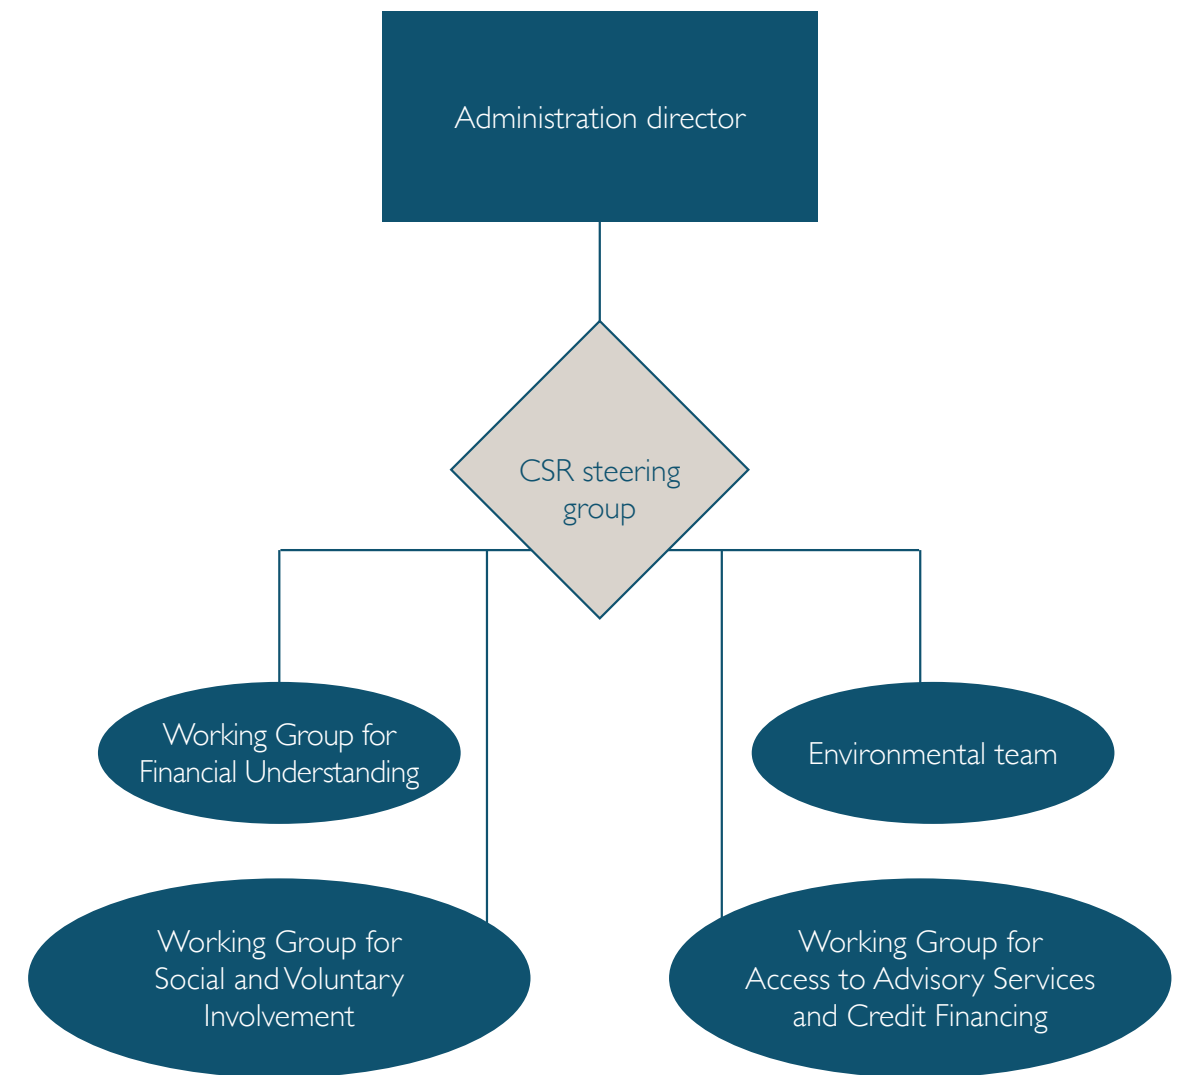 Administration director
CSR steering
group
Working Group for
Financial Understanding
Environmental team
Working Group for
Social and Voluntary
Involvement
Working Group for
Access to Advisory Services
and Credit Financing